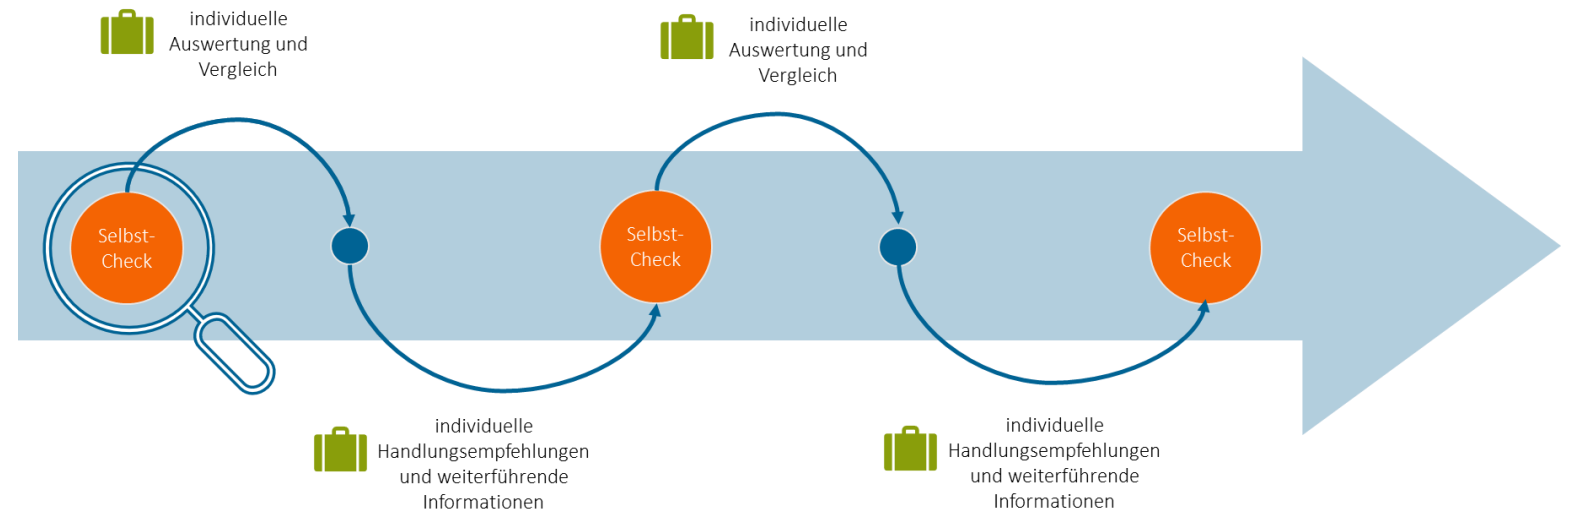 individuelle
Auswertung und
Vergleich
individuelle
Auswertung und
Vergleich
Selbst-
Check
Selbst-
Check
Selbst-
Check
individuelle
Handlungsempfehlungen
und weiterführende
Informationen
individuelle
Handlungsempfehlungen
und weiterführende
Informationen